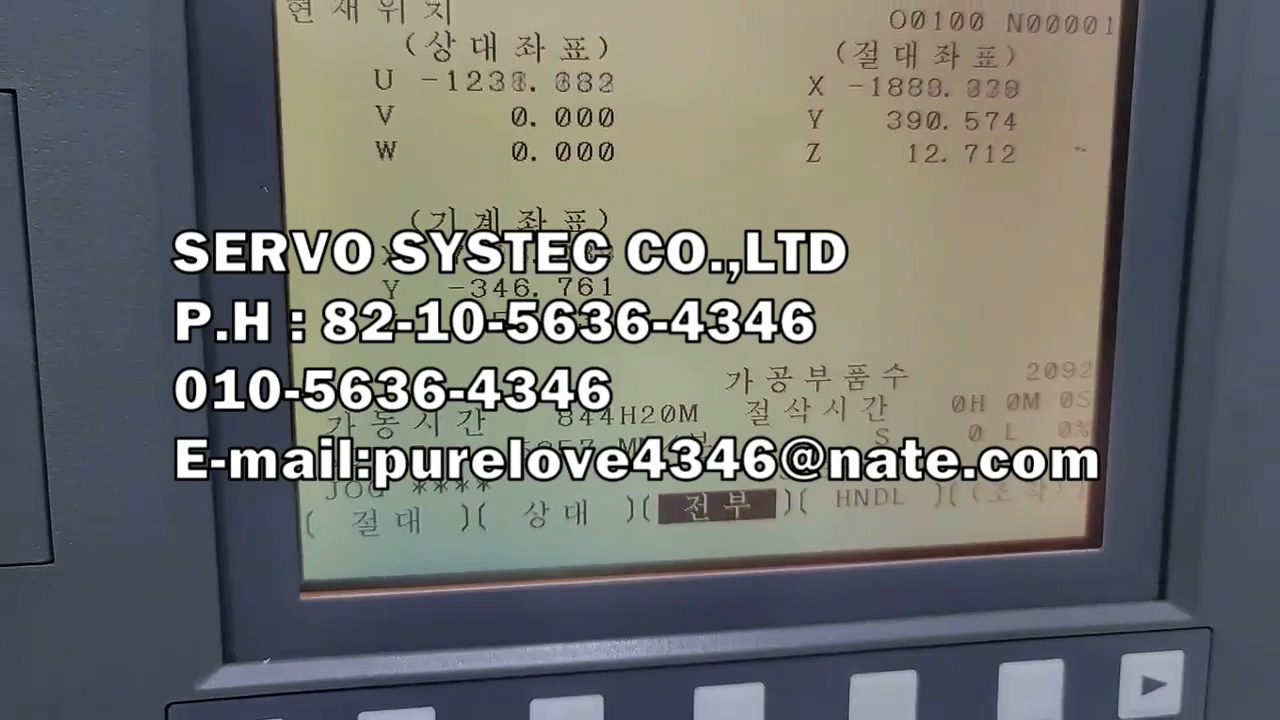 현재위치
O0100 N00001
(상대좌표)
(절대좌표)
U
X
V 0.000
Y 390.574
W 0.000
Z 12.712
(기계좌표)
SERVO SYSTEC CO.,LTD
Y -346.761
P.H : 82-10-5636-4346
가공부품수 2092
010-5636-4346
가동시간 844H20M 절삭시간 0H 0M 0S
S 0 L 0%
E-mail:purelove4346@nate.com
JOG ****
( 절대 )( 상대 )( 전부 )( HNDL )(